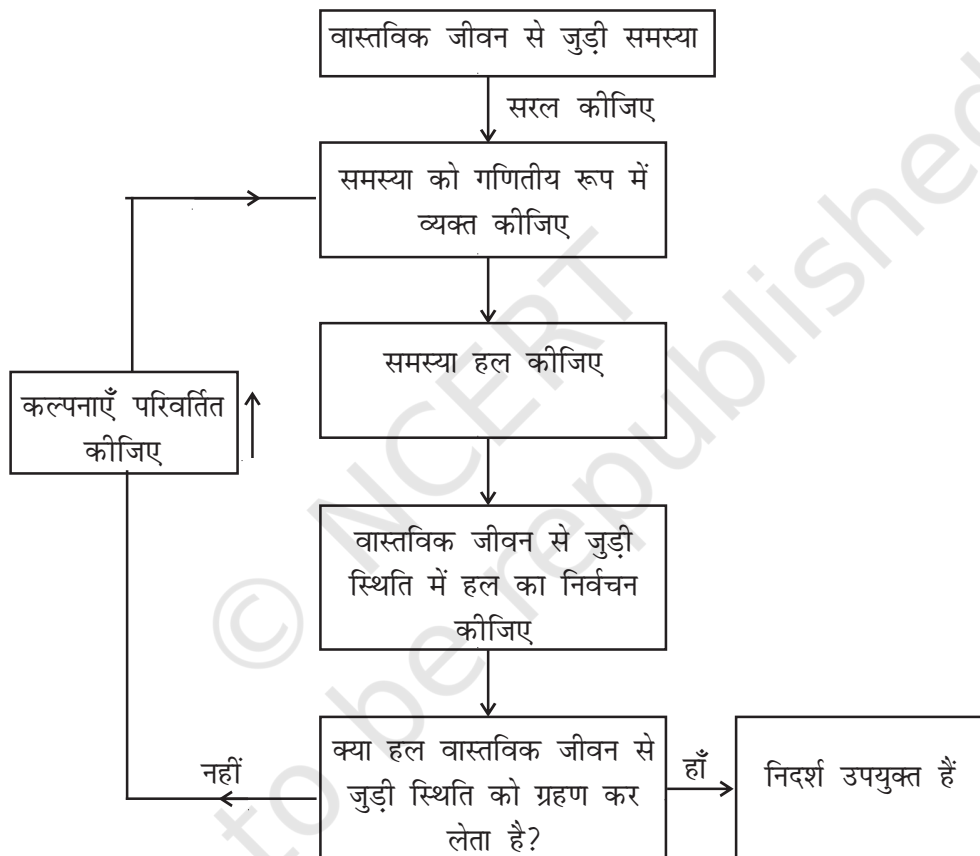 वास्तविक जीवन से जुड़ी समस्या
सरल कीजिए
समस्या को गणितीय रूप में
व्यक्त कीजिए
समस्या हल कीजिए
कल्पनाएँ परिवर्तित
कीजिए
वास्तविक जीवन से जुड़ी
स्थिति में हल का निर्वचन
कीजिए
क्या हल वास्तविक जीवन से
जुड़ी स्थिति को ग्रहण कर
लेता है?
नहीं
हाँ
निदर्श उपयुक्त हैं
© NCERT
to be republished